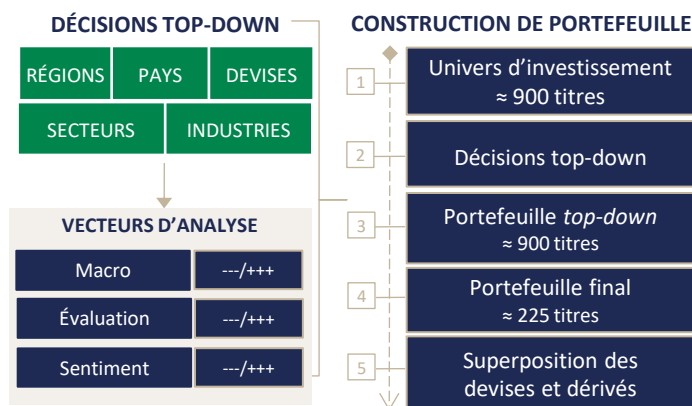 DÉCISIONS TOP-DOWN
RÉGIONS
PAYS
DEVISES
SECTEURS
INDUSTRIES
VECTEURS D’ANALYSE
Macro
---/+++
Évaluation
---/+++
Sentiment
---/+++
CONSTRUCTION DE PORTEFEUILLE
1
Univers d’investissement
≈ 900 titres
2
Décisions top-down
3
Portefeuille top-down
≈ 900 titres
4
Portefeuille final
≈ 225 titres
5
Superposition des
devises et dérivés